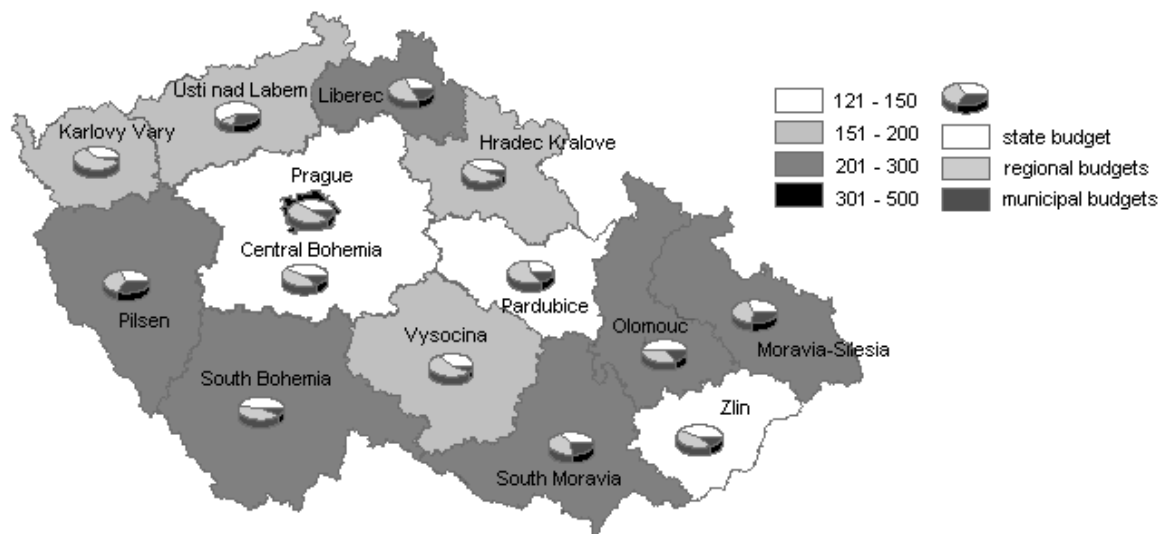 Usti nad Labem
Liberec
Karlovy Vary
Hradec Kralove
Prague
Central Bohemia
Pardubice
Pilsen
Vysocina
Olomouc
Moravia-Silesia
South Bohemia
Zlin
South Moravia
121 - 150
151 - 200
201 - 300
301 - 500
state budget
regional budgets
municipal budgets